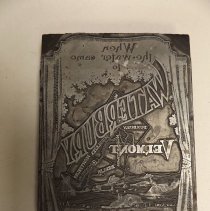 When
the water came
to
WATERBURY
VERMONT